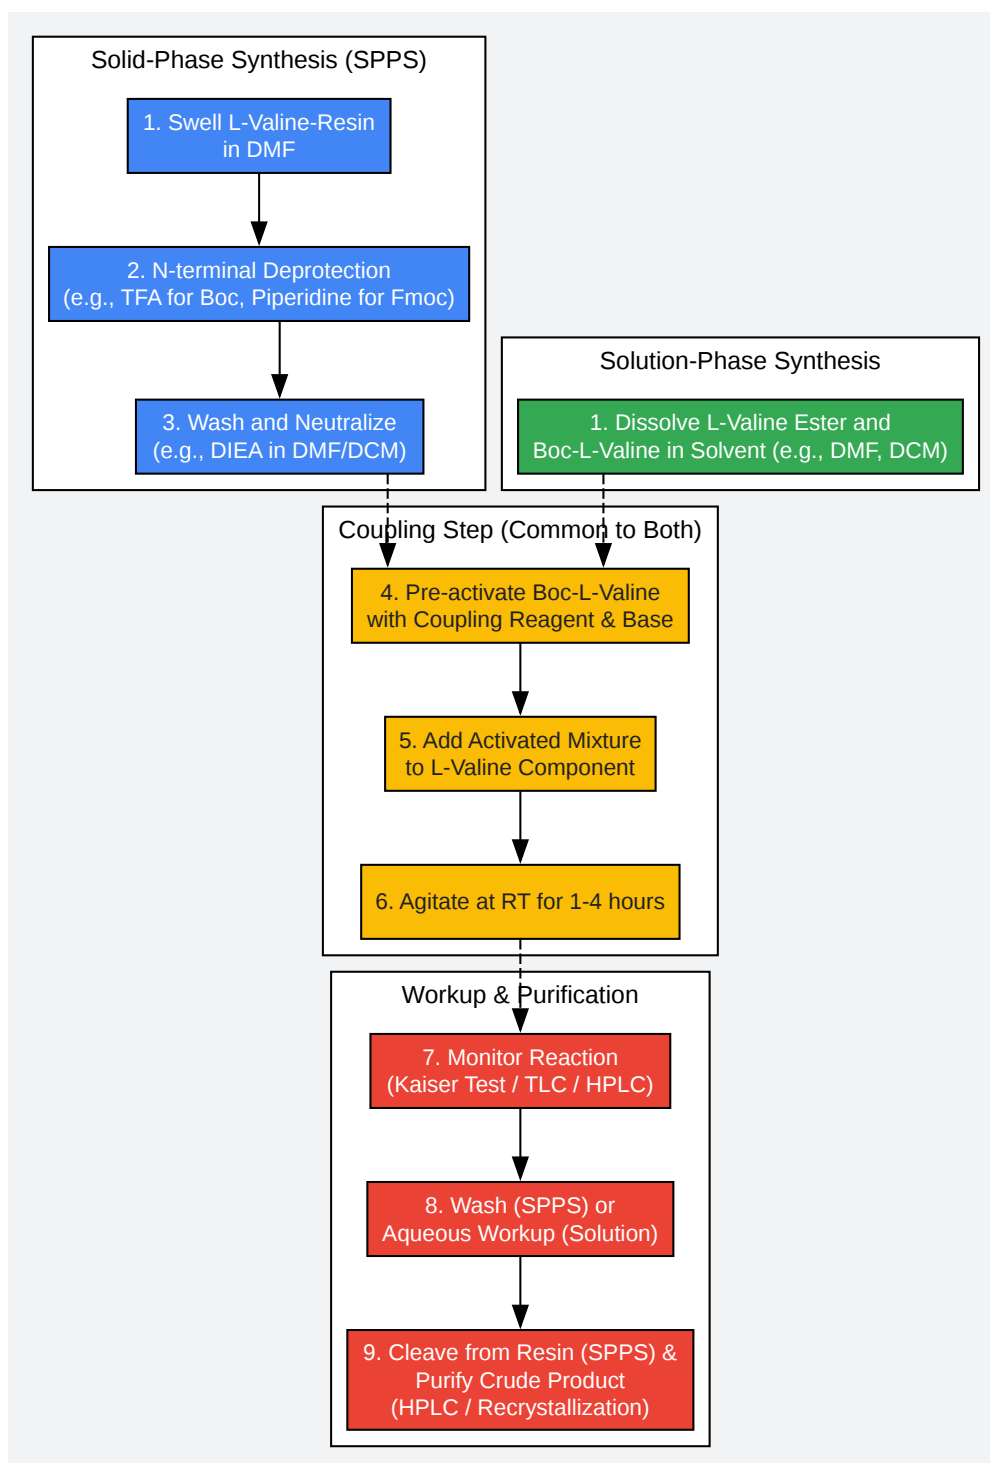 Solid-Phase Synthesis (SPPS)
1. Swell L-Valine-Resin
in DMF
2. N-terminal Deprotection
(e.g., TFA for Boc, Piperidine for Fmoc)
3. Wash and Neutralize
(e.g., DIEA in DMF/DCM)
Solution-Phase Synthesis
1. Dissolve L-Valine Ester and
Boc-L-Valine in Solvent (e.g., DMF, DCM)
Coupling Step (Common to Both)
4. Pre-activate Boc-L-Valine
with Coupling Reagent & Base
5. Add Activated Mixture
to L-Valine Component
6. Agitate at RT for 1-4 hours
Workup & Purification
7. Monitor Reaction
(Kaiser Test / TLC / HPLC)
8. Wash (SPPS) or
Aqueous Workup (Solution)
9. Cleave from Resin (SPPS) &
Purify Crude Product
(HPLC / Recrystallization)